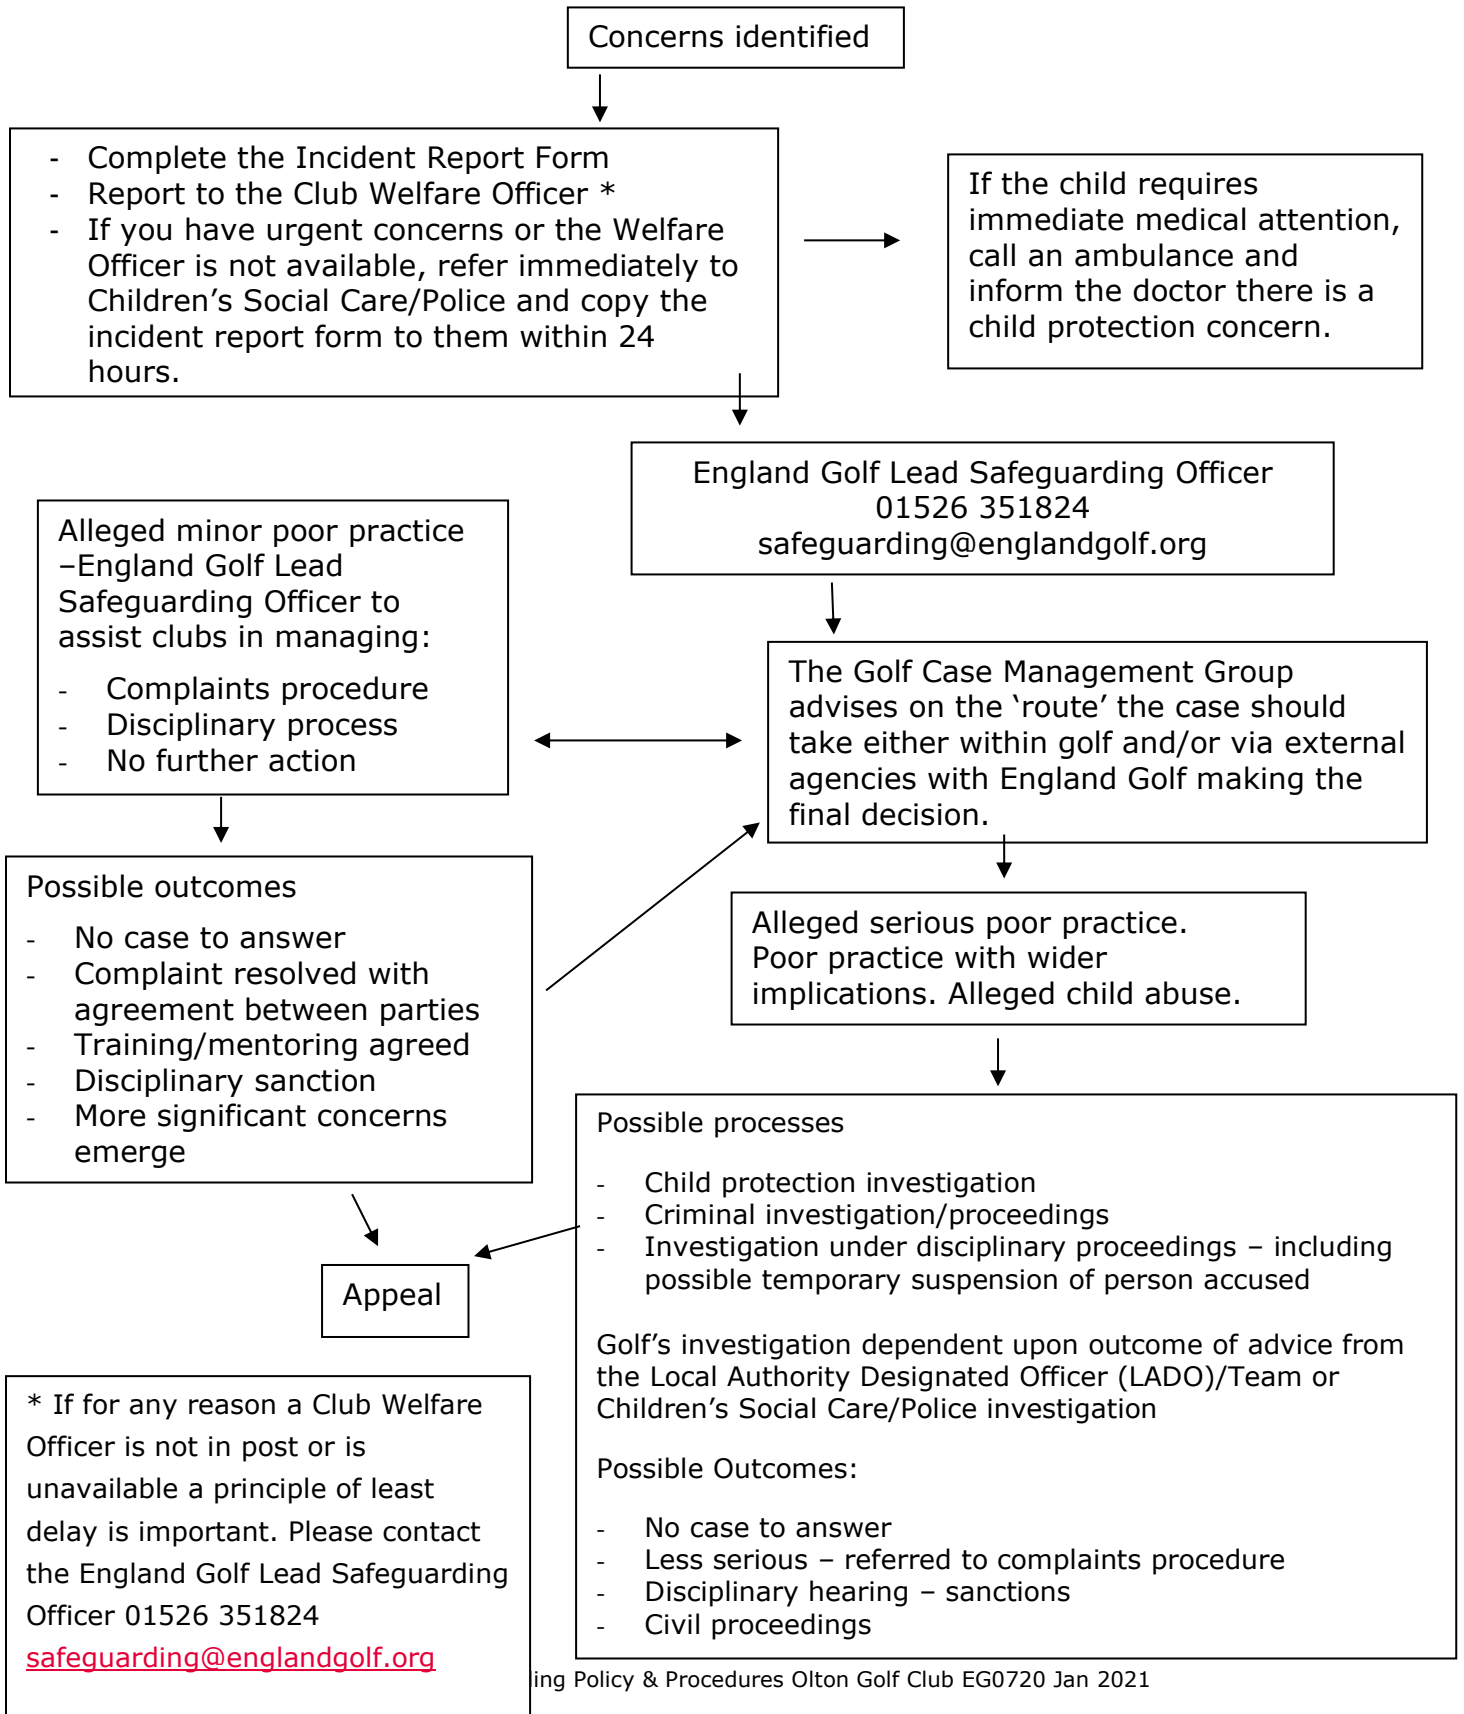 Concerns identified
- Complete the Incident Report Form
- Report to the Club Welfare Officer *
- If you have urgent concerns or the Welfare
Officer is not available, refer immediately to
Children’s Social Care/Police and copy the
incident report form to them within 24
hours.
If the child requires
immediate medical attention,
call an ambulance and
inform the doctor there is a
child protection concern.
England Golf Lead Safeguarding Officer
01526 351824
safeguarding@englandgolf.org
Alleged minor poor practice
–England Golf Lead
Safeguarding Officer to
assist clubs in managing:
- Complaints procedure
- Disciplinary process
- No further action
The Golf Case Management Group
advises on the ‘route’ the case should
take either within golf and/or via external
agencies with England Golf making the
final decision.
Possible outcomes
- No case to answer
- Complaint resolved with
agreement between parties
- Training/mentoring agreed
- Disciplinary sanction
- More significant concerns
emerge
Alleged serious poor practice.
Poor practice with wider
implications. Alleged child abuse.
Possible processes
- Child protection investigation
- Criminal investigation/proceedings
- Investigation under disciplinary proceedings – including
possible temporary suspension of person accused
Golf’s investigation dependent upon outcome of advice from
the Local Authority Designated Officer (LADO)/Team or
Children’s Social Care/Police investigation
Possible Outcomes:
- No case to answer
- Less serious – referred to complaints procedure
- Disciplinary hearing – sanctions
- Civil proceedings
Appeal
* If for any reason a Club Welfare
Officer is not in post or is
unavailable a principle of least
delay is important. Please contact
the England Golf Lead Safeguarding
Officer 01526 351824
safeguarding@englandgolf.org
ling Policy & Procedures Olton Golf Club EG0720 Jan 2021